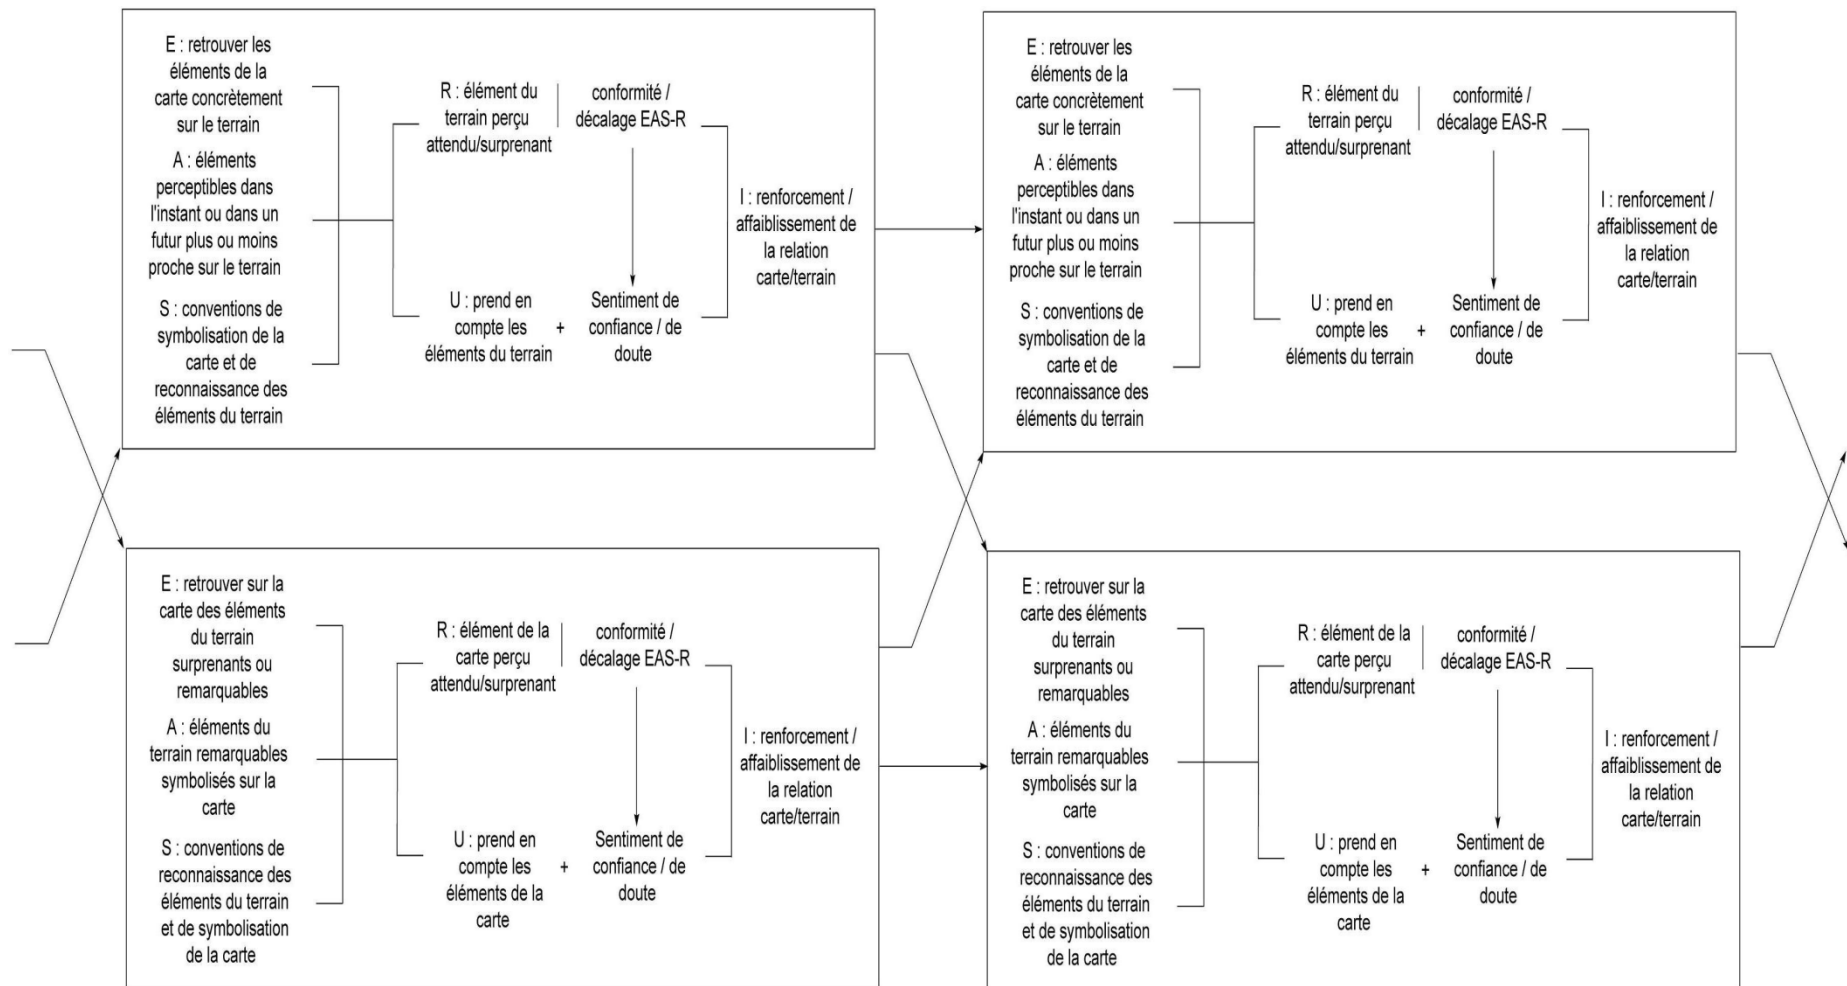 E : retrouver les
éléments de la
carte concrètement
sur le terrain
A : éléments
perceptibles dans
l'instant ou dans un
futur plus ou moins
proche sur le terrain
S : conventions de
symbolisation de la
carte et de
reconnaissance des
éléments du terrain
R : élément du
terrain perçu
attendu/surprenant
conformité /
décalage EAS-R
U : prend en
compte les
éléments du terrain
+
Sentiment de
confiance / de
doute
I : renforcement /
affaiblissement de
la relation
carte/terrain
E : retrouver les
éléments de la
carte concrètement
sur le terrain
A : éléments
perceptibles dans
l'instant ou dans un
futur plus ou moins
proche sur le terrain
S : conventions de
symbolisation de la
carte et de
reconnaissance des
éléments du terrain
R : élément du
terrain perçu
attendu/surprenant
conformité /
décalage EAS-R
U : prend en
compte les
éléments du terrain
+
Sentiment de
confiance / de
doute
I : renforcement /
affaiblissement de
la relation
carte/terrain
E : retrouver sur la
carte des éléments
du terrain
surprenants ou
remarquables
A : éléments du
terrain remarquables
symbolisés sur la
carte
S : conventions de
reconnaissance des
éléments du terrain
et de symbolisation
de la carte
R : élément de la
carte perçu
attendu/surprenant
conformité /
décalage EAS-R
U : prend en
compte les
éléments de la
carte
+
Sentiment de
confiance / de
doute
I : renforcement /
affaiblissement de
la relation
carte/terrain
E : retrouver sur la
carte des éléments
du terrain
surprenants ou
remarquables
A : éléments du
terrain remarquables
symbolisés sur la
carte
S : conventions de
reconnaissance des
éléments du terrain
et de symbolisation
de la carte
R : élément de la
carte perçu
attendu/surprenant
conformité /
décalage EAS-R
U : prend en
compte les
éléments de la
carte
+
Sentiment de
confiance / de
doute
I : renforcement /
affaiblissement de
la relation
carte/terrain